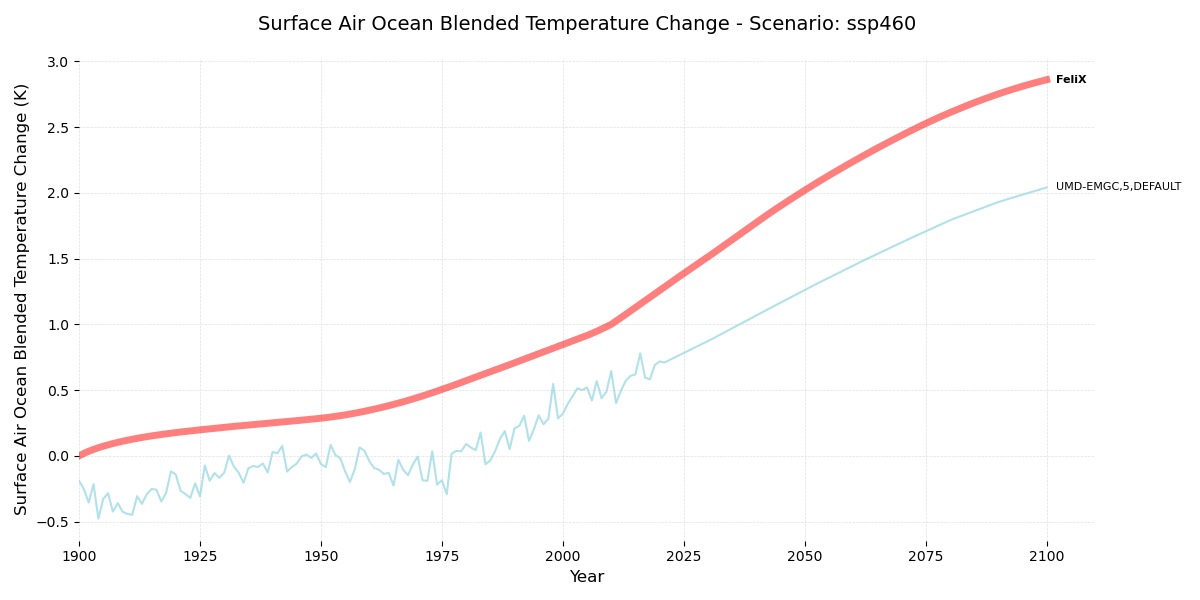 Surface Air Ocean Blended Temperature Change - Scenario: ssp460
Surface Air Ocean Blended Temperature Change (K)
3.0
2.5
2.0
1.5
1.0
0.5
0.0
−0.5
FeliX
UMD-EMGC,5,DEFAULT
1900 1925 1950 1975 2000 2025 2050 2075 2100
Year